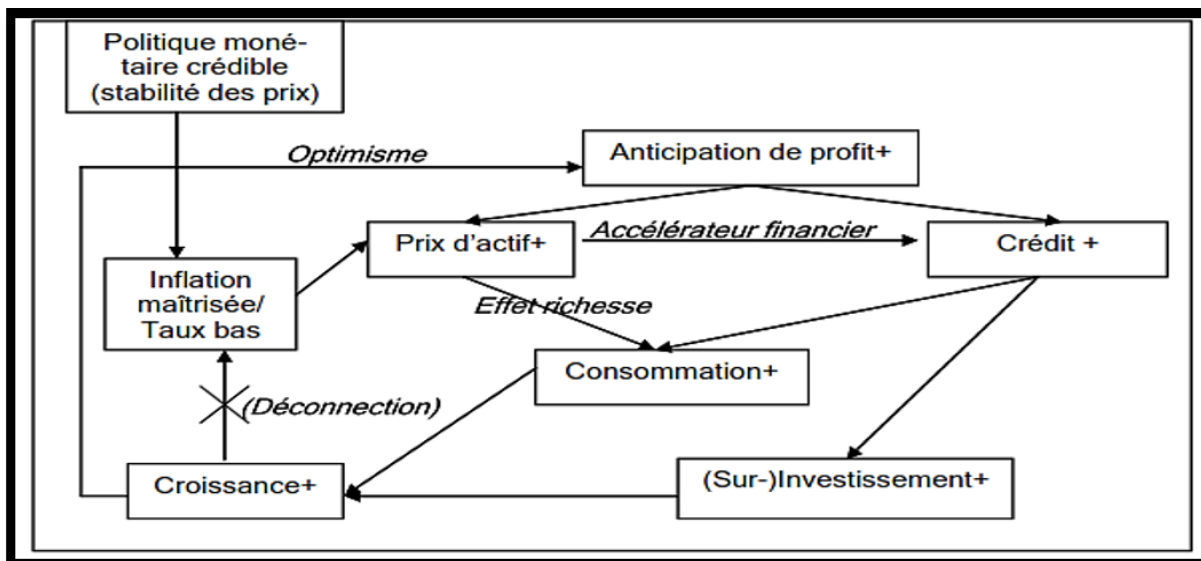 Politique moné-
taire crédible
(stabilité des prix)
Optimisme
Anticipation de profit+
Prix d'actif+
Accélérateur financier
Crédit +
Inflation
maîtrisée/
Taux bas
Effet richesse
Consommation+
(Déconnection)
Croissance+
(Sur-)Investissement+